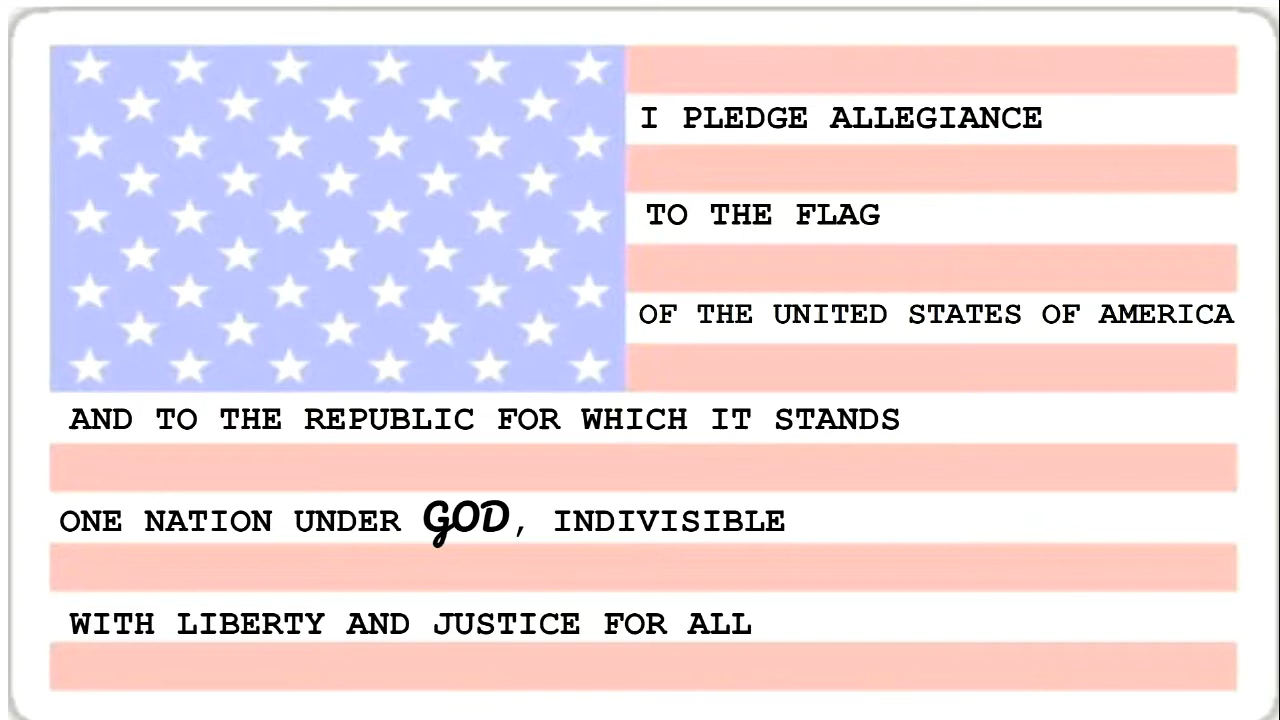 I PLEDGE ALLEGIANCE
TO THE FLAG
OF THE UNITED STATES OF AMERICA
AND TO THE REPUBLIC FOR WHICH IT STANDS
ONE NATION UNDER GOD, INDIVISIBLE
WITH LIBERTY AND JUSTICE FOR ALL